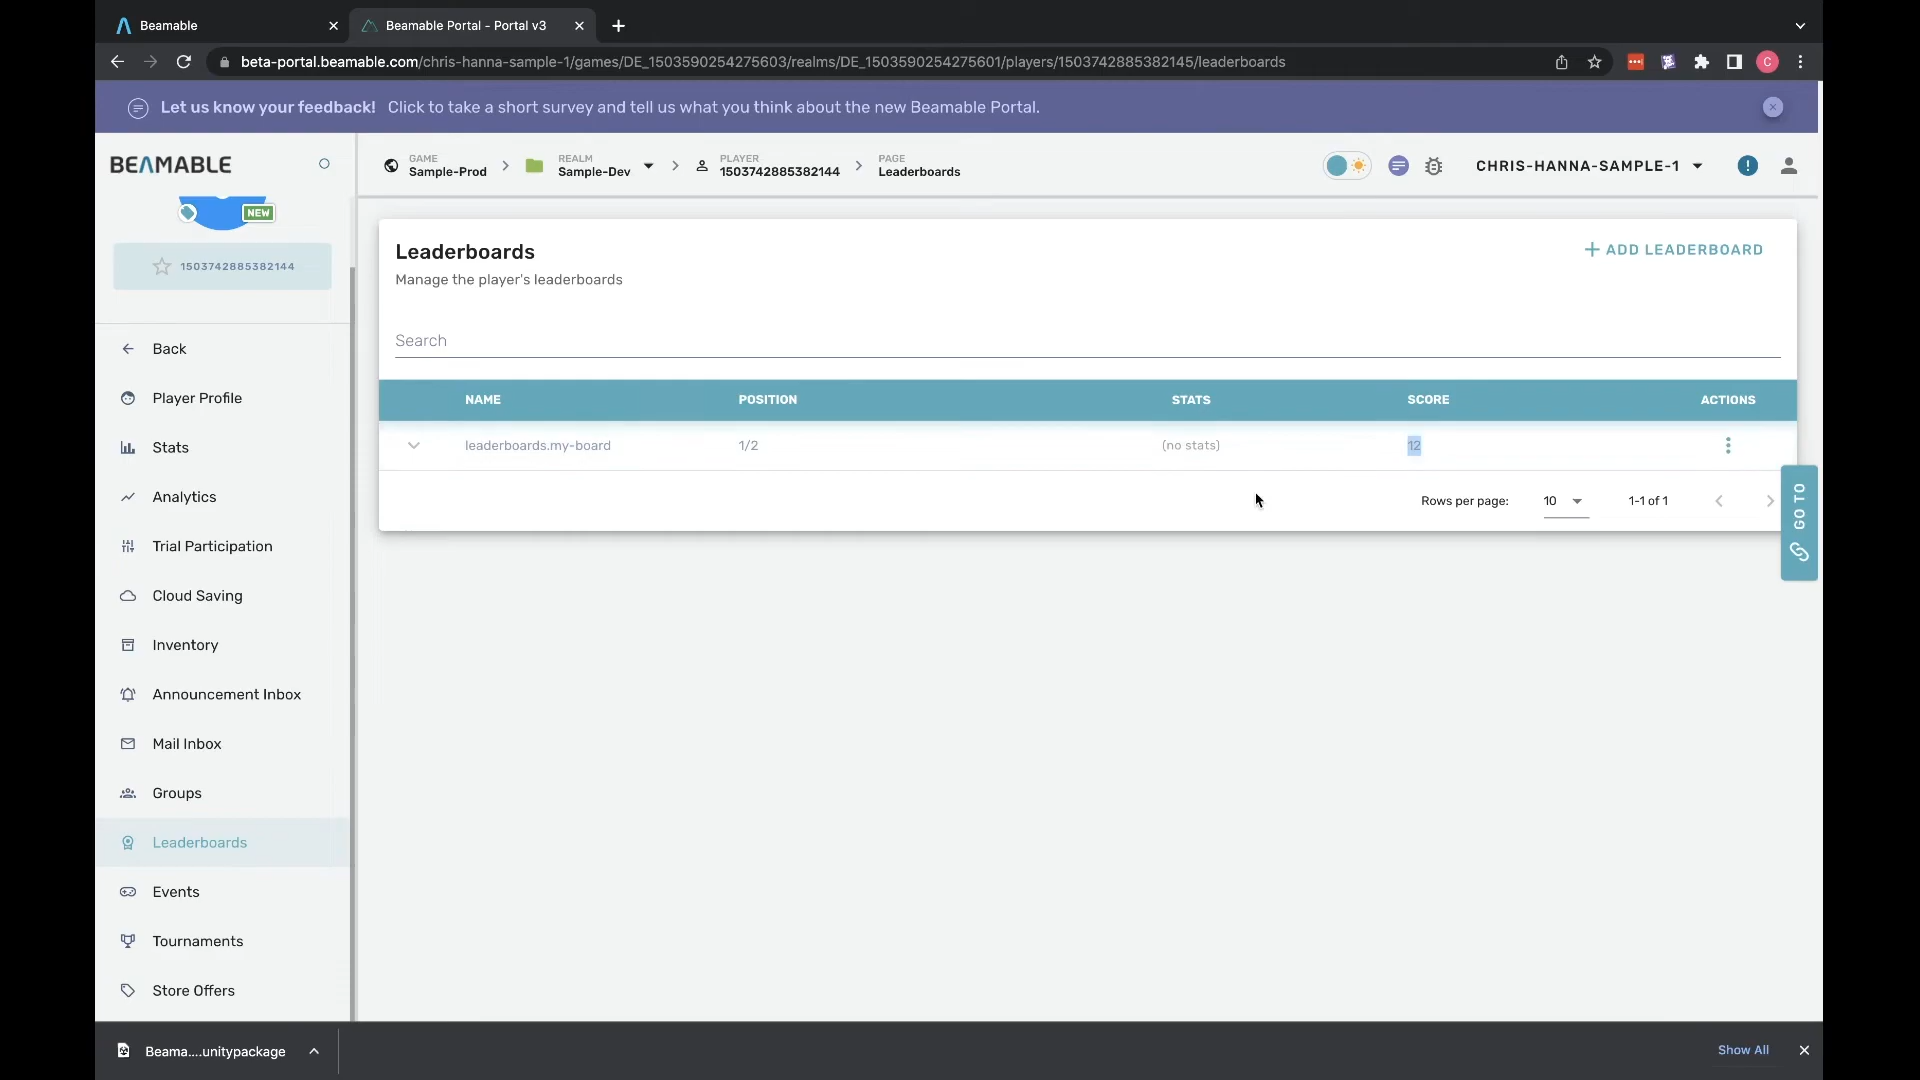 Beamable
Beamable Portal - Portal v3
beta-portal.beamable.com/chris-hanna-sample-1/games/DE_1503590254275603/realms/DE_1503590254275601/players/1503742885382145/leaderboards
C
Let us know your feedback! Click to take a short survey and tell us what you think about the new Beamable Portal.
BEAMABLE
GAME
Sample-Prod
REALM
Sample-Dev
PLAYER
1503742885382144
PAGE
Leaderboards
CHRIS-HANNA-SAMPLE-1
NEW
1503742885382144
Back
Player Profile
Stats
Analytics
Trial Participation
Cloud Saving
Inventory
Announcement Inbox
Mail Inbox
Groups
Leaderboards
Events
Tournaments
Store Offers
Leaderboards
+ ADD LEADERBOARD
Manage the player's leaderboards
Search
NAME POSITION STATS SCORE ACTIONS
leaderboards.my-board 1/2 (no stats) 12
Rows per page: 10 1-1 of 1
GO TO
Beama....unitypackage
Show All